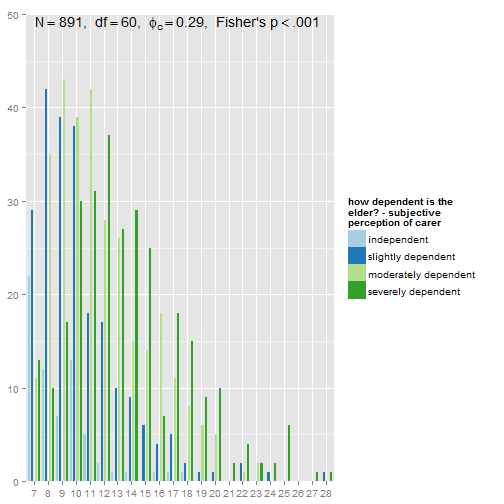 N = 891, df = 60, ϕc = 0.29, Fisher's p < .001
50
40
30
20
10
0
7 8 9 10 11 12 13 14 15 16 17 18 19 20 21 22 23 24 25 26 27 28
how dependent is the
elder? - subjective
perception of carer
independent
slightly dependent
moderately dependent
severely dependent